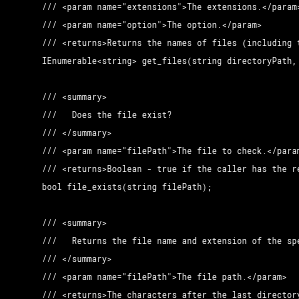 /// <param name="extensions">The extensions.</param>
/// <param name="option">The option.</param>
/// <returns>Returns the names of files (including
IEnumerable<string> get_files(string directoryPath,
/// <summary>
///   Does the file exist?
/// </summary>
/// <param name="filePath">The file to check.</param
/// <returns>Boolean - true if the caller has the re
bool file_exists(string filePath);
/// <summary>
///   Returns the file name and extension of the spe
/// </summary>
/// <param name="filePath">The file path.</param>
/// <returns>The characters after the last directory